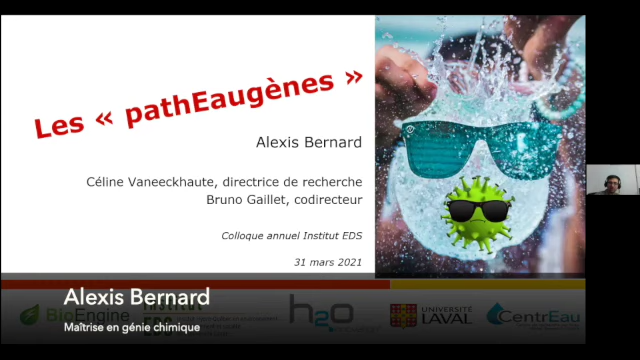 Les « pathEaugènes »
Alexis Bernard
Céline Vaneeckhaute, directrice de recherche
Bruno Gaillet, codirecteur
Colloque annuel Institut EDS
31 mars 2021
Alexis Bernard
Maîtrise en génie chimique
BioEngine
h2o
UNIVERSITÉ
LAVAL
CentrEau